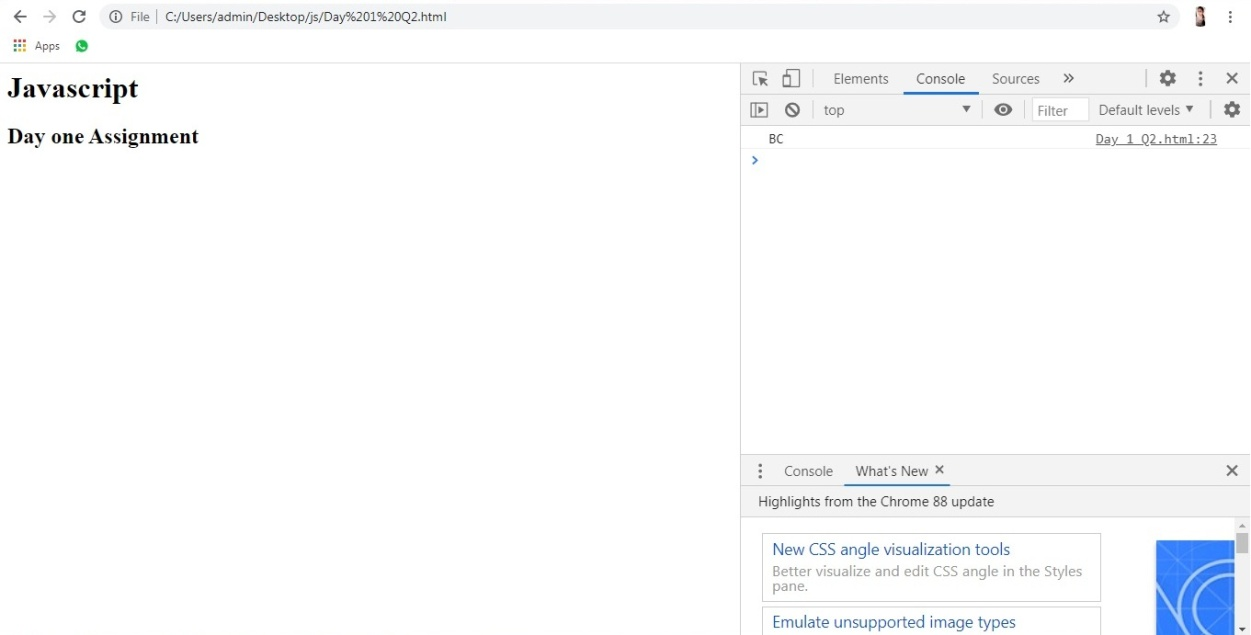 File C:/Users/admin/Desktop/js/Day%201%20Q2.html
Apps
Javascript
Day one Assignment
Elements Console Sources »
top Filter Default levels
BC Day 1 Q2.html:23
Console What's New
Highlights from the Chrome 88 update
New CSS angle visualization tools
Better visualize and edit CSS angle in the Styles
pane.
Emulate unsupported image types